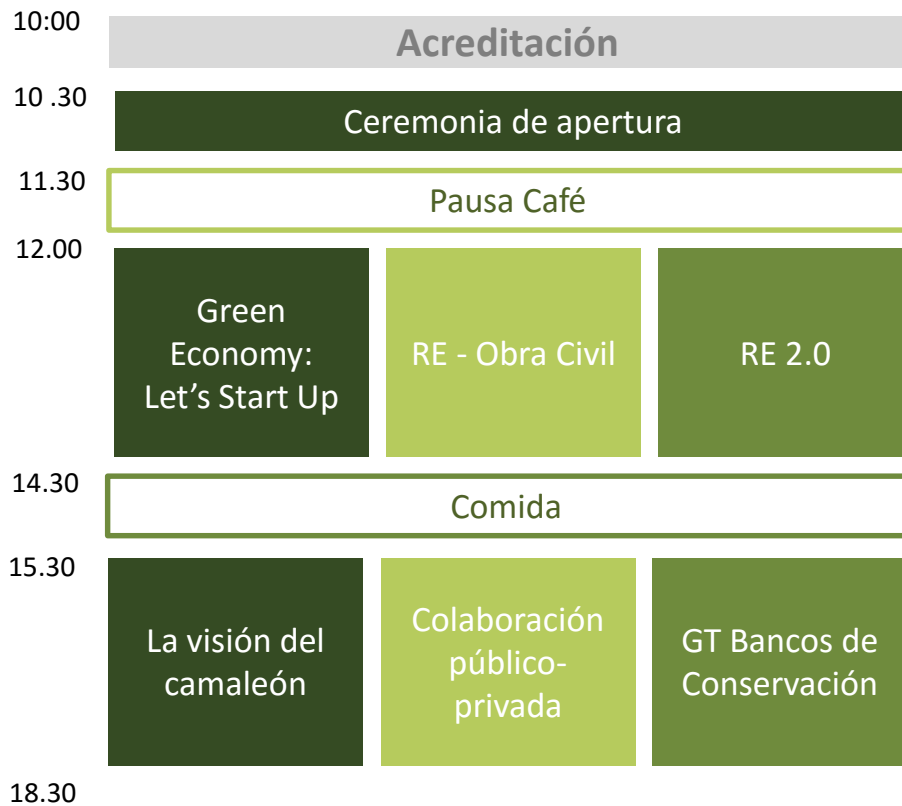 10:00
Acreditación
10 .30
Ceremonia de apertura
11.30
Pausa Café
12.00
Green
Economy:
Let’s Start Up
RE - Obra Civil
RE 2.0
14.30
Comida
15.30
La visión del
camaleón
Colaboración
público-
privada
GT Bancos de
Conservación
18.30